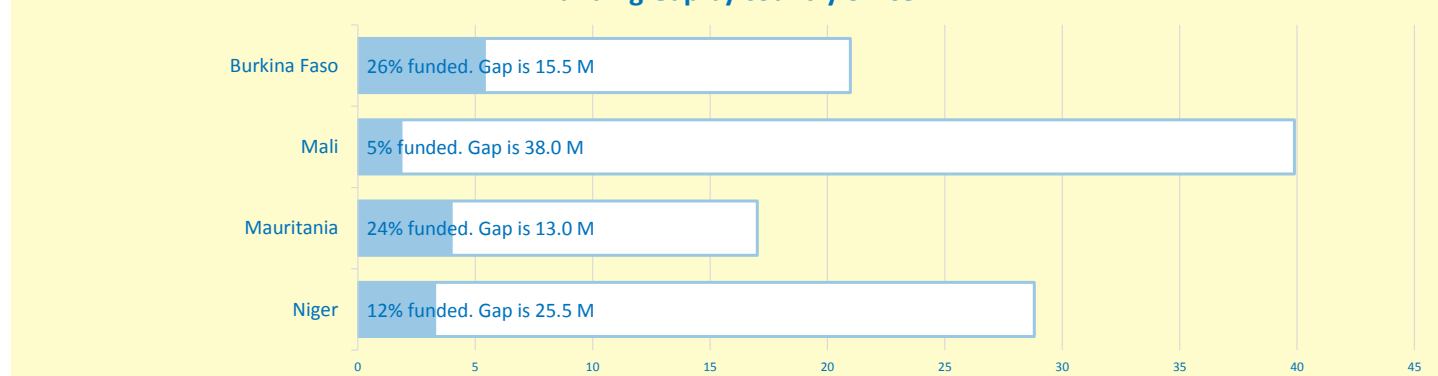 Burkina Faso 26% funded. Gap is 15.5 M
Mali 5% funded. Gap is 38.0 M
Mauritania 24% funded. Gap is 13.0 M
Niger 12% funded. Gap is 25.5 M
0 5 10 15 20 25 30 35 40 45